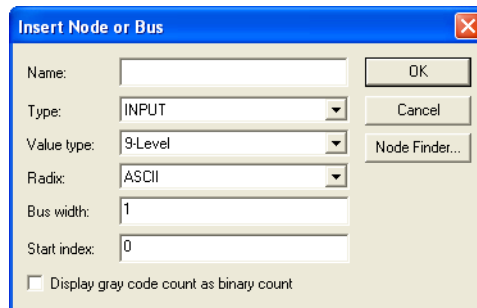 Insert Node or Bus
Name:
OK
Type: INPUT
Cancel
Value type: 9-Level
Node Finder...
Radix: ASCII
Bus width: 1
Start index: 0
Display gray code count as binary count